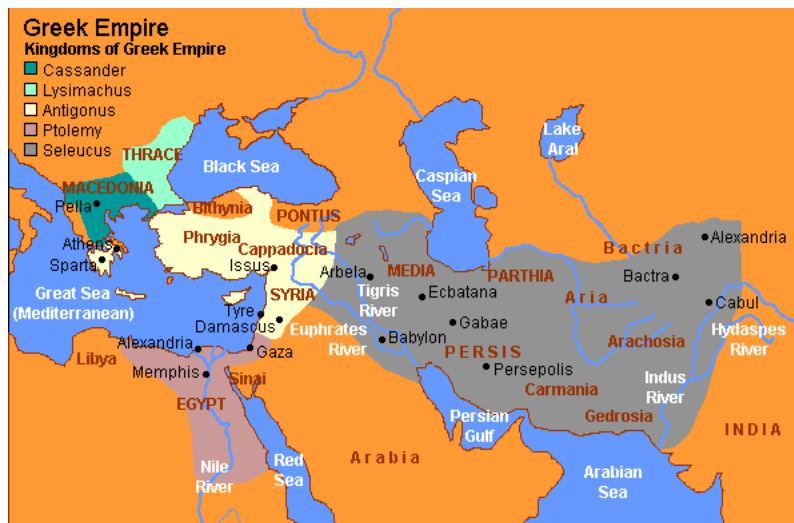 Greek Empire
Kingdoms of Greek Empire
Cassander
Lysimachus
Antigonus
Ptolemy
Seleucus
Lake
Aral
THRACE
Black Sea
Caspian
Sea
MACEDONIA
Pella
Bithynia
PONTUS
Phrygia
Cappadocia
Athens
Sparta
Issus
Arbela
MEDIA
PARTHIA
Bactria
Alexandria
Bactra
Great Sea
(Mediterranean)
SYRIA
Tigris
River
Ecbatana
Aria
Cabul
Tyre
Damascus
Euphrates
River
Gabae
Arachosia
Hydaspes
River
Alexandria
Gaza
Babylon
PERSIS
Libya
Memphis
Sinai
Persepolis
Carmania
Indus
River
EGYPT
Persian
Gulf
Gedrosia
INDIA
Nile
River
Red
Sea
Arabia
Arabian
Sea